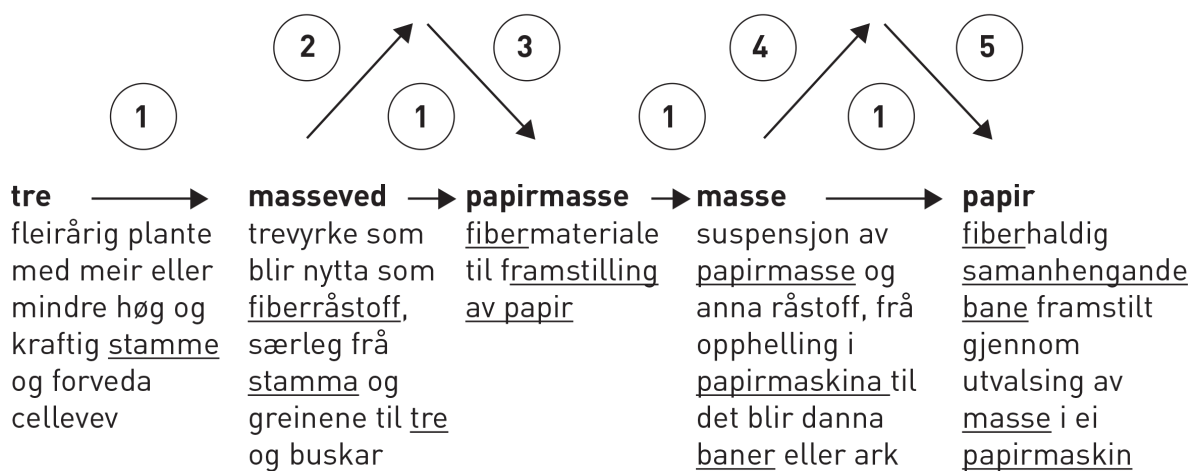 2 3 4 5
1 1 1 1
tre masseved papirmasse masse papir
fleirårig plante
med meir eller
mindre høg og
kraftig stamme
og forveda
cellevev
trevyrke som
blir nytta som
fiberråstoff,
særleg frå
stamma og
greinene til tre
og buskar
fibermateriale
til framstilling
av papir
suspensjon av
papirmasse og
anna råstoff, frå
opphelling i
papirmaskina til
det blir danna
baner eller ark
fiberhaldig
samanhengande
bane framstilt
gjennom
utvalsing av
masse i ei
papirmaskin